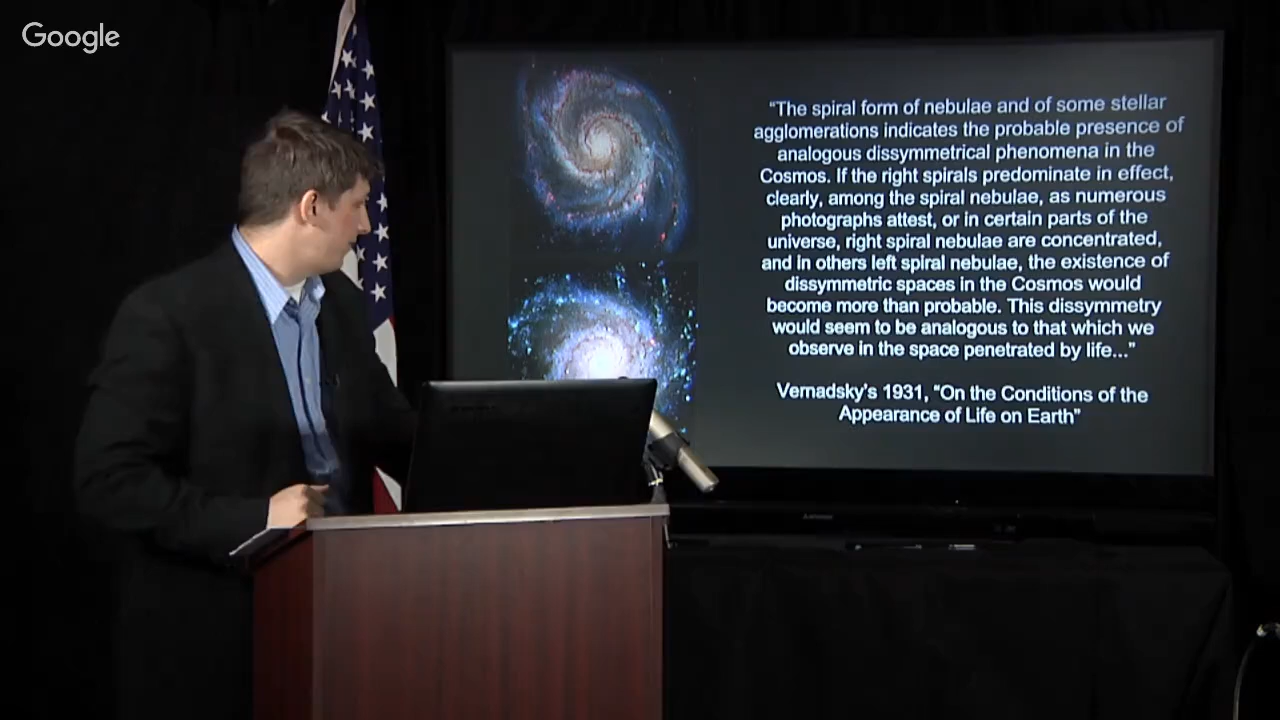 Google
“The spiral form of nebulae and of some stellar
agglomerations indicates the probable presence of
analogous dissymmetrical phenomena in the
Cosmos. If the right spirals predominate in effect,
clearly, among the spiral nebulae, as numerous
photographs attest, or in certain parts of the
universe, right spiral nebulae are concentrated,
and in others left spiral nebulae, the existence of
dissymmetric spaces in the Cosmos would
become more than probable. This dissymmetry
would seem to be analogous to that which we
observe in the space penetrated by life...”
Vernadsky's 1931, “On the Conditions of the
Appearance of Life on Earth”